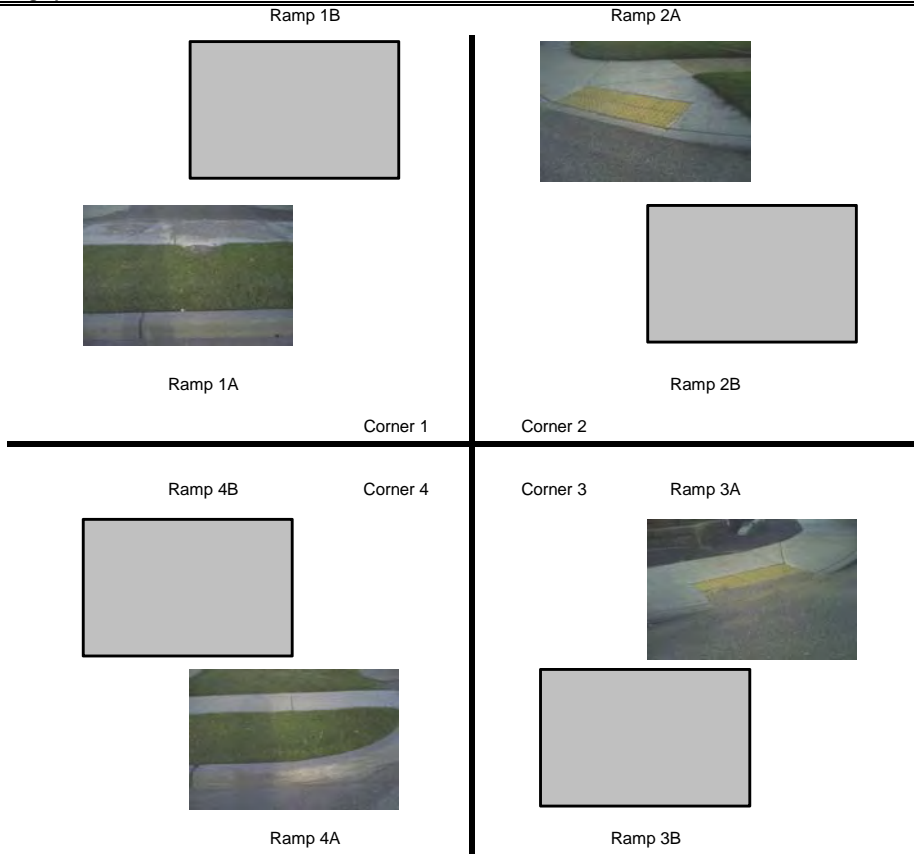 Ramp 1B
Ramp 2A
Ramp 1A
Ramp 2B
Corner 1
Corner 2
Ramp 4B
Corner 4
Corner 3
Ramp 3A
Ramp 4A
Ramp 3B